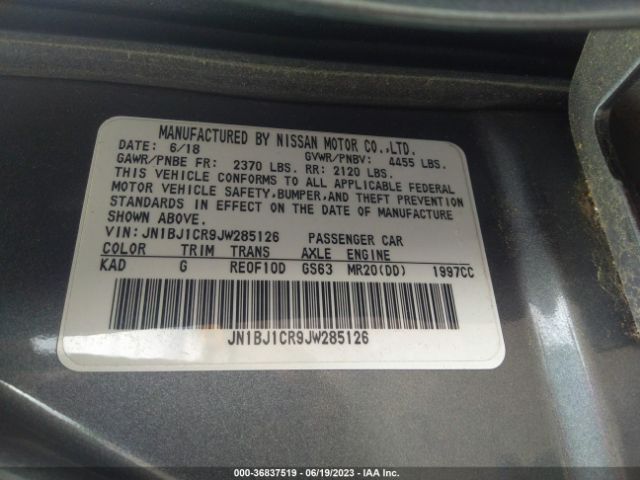 MANUFACTURED BY NISSAN MOTOR CO.,LTD.
DATE: 6/18 GVWR/PNBV: 4455 LBS.
GAWR/PNBE FR: 2370 LBS. RR: 2120 LBS.
THIS VEHICLE CONFORMS TO ALL APPLICABLE FEDERAL
MOTOR VEHICLE SAFETY,BUMPER,AND THEFT PREVENTION
STANDARDS IN EFFECT ON THE DATE OF MANUFACTURE
SHOWN ABOVE.
VIN:JN1BJ1CR9JW285126 PASSENGER CAR
COLOR TRIM TRANS AXLE ENGINE
KAD G RE0F10D GS63 MR20(DD) 1997CC
JN1BJ1CR9JW285126
000-36837519 - 06/19/2023 - IAA Inc.